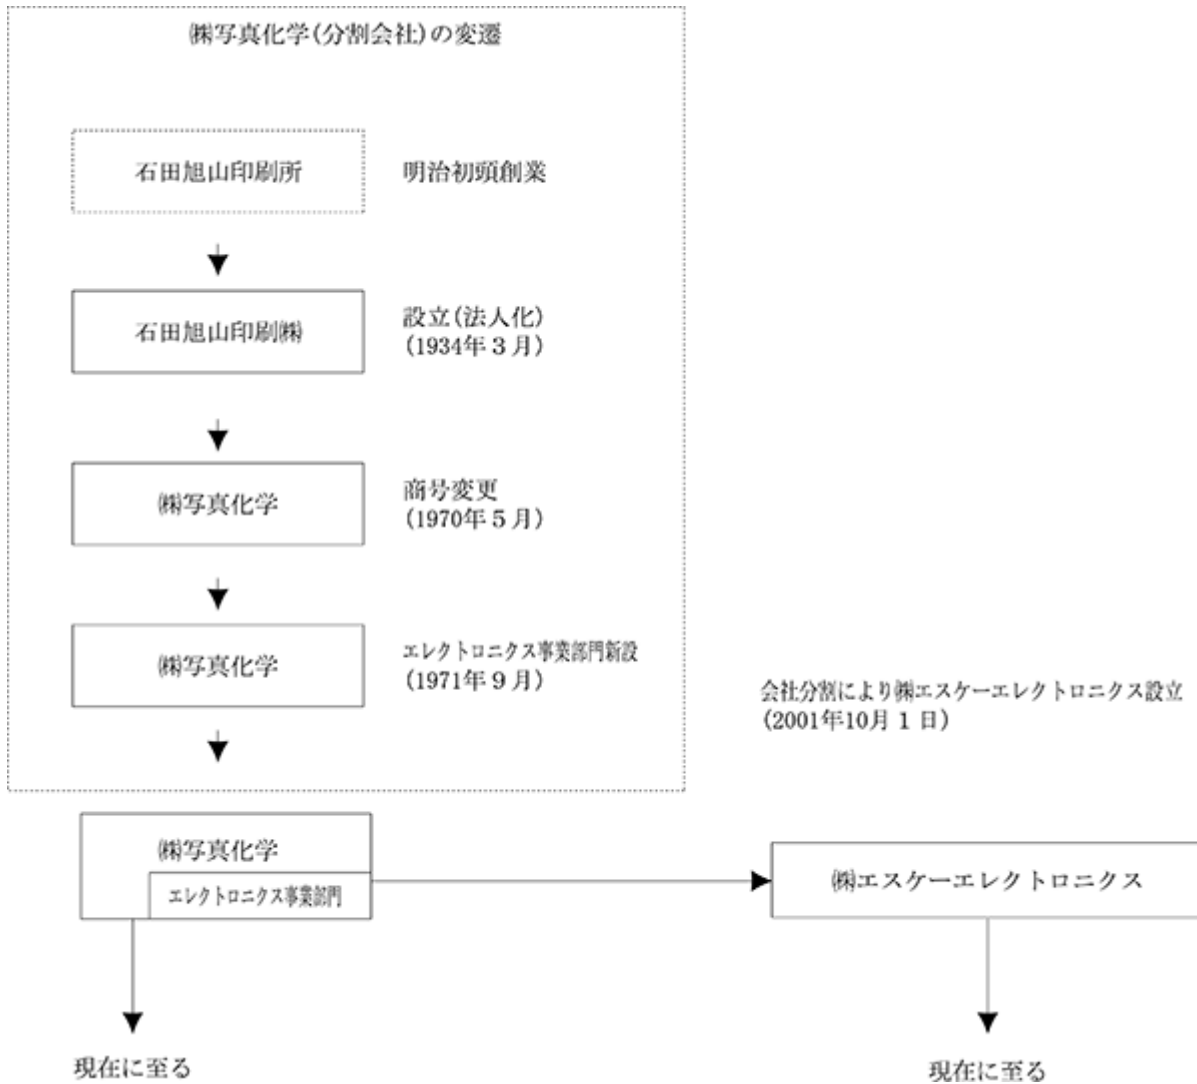 ㈱写真化学(分割会社)の変遷
石田旭山印刷所
明治初頭創業
石田旭山印刷㈱
設立(法人化)
(1934年3月)
㈱写真化学
商号変更
(1970年5月)
㈱写真化学
エレクトロニクス事業部門新設
(1971年9月)
会社分割により㈱エスケーエレクトロニクス設立
(2001年10月1日)
㈱写真化学
エレクトロニクス事業部門
㈱エスケーエレクトロニクス
現在に至る
現在に至る